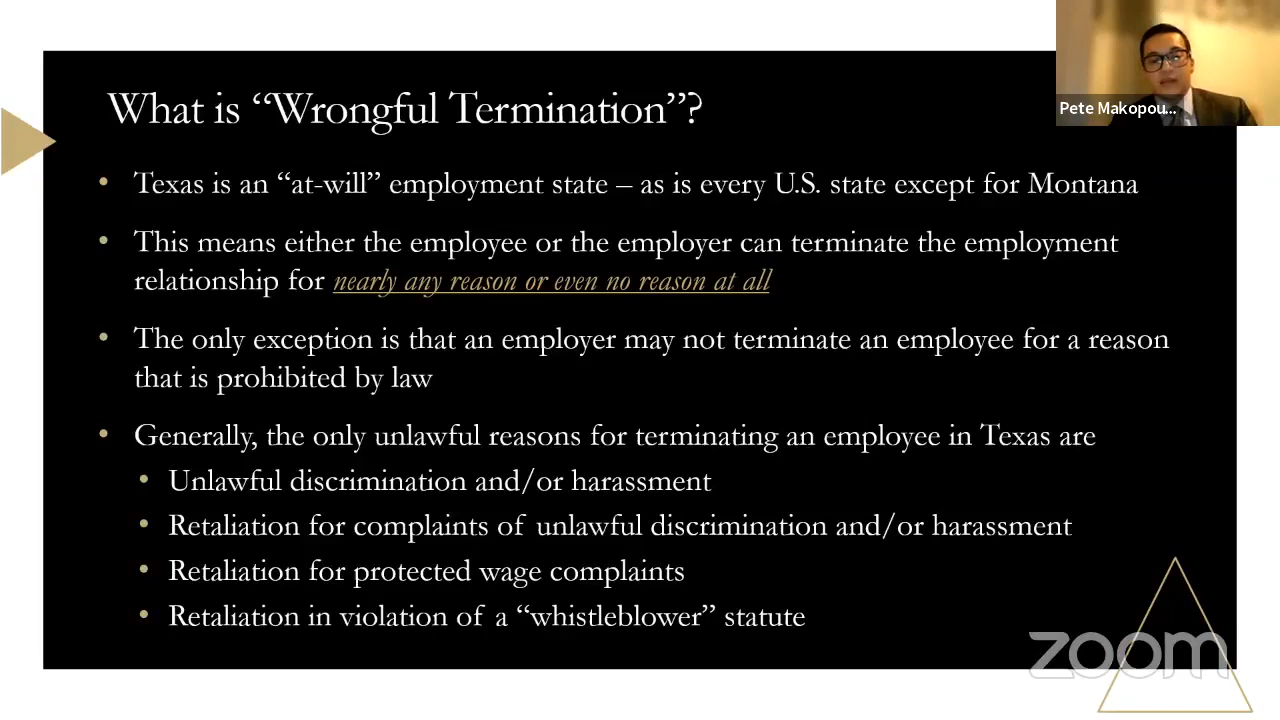 What is “Wrongful Termination”?
Pete Makopou...
• Texas is an “at-will” employment state – as is every U.S. state except for Montana
• This means either the employee or the employer can terminate the employment
relationship for nearly any reason or even no reason at all
• The only exception is that an employer may not terminate an employee for a reason
that is prohibited by law
• Generally, the only unlawful reasons for terminating an employee in Texas are
• Unlawful discrimination and/or harassment
• Retaliation for complaints of unlawful discrimination and/or harassment
• Retaliation for protected wage complaints
• Retaliation in violation of a “whistleblower” statute
zoom